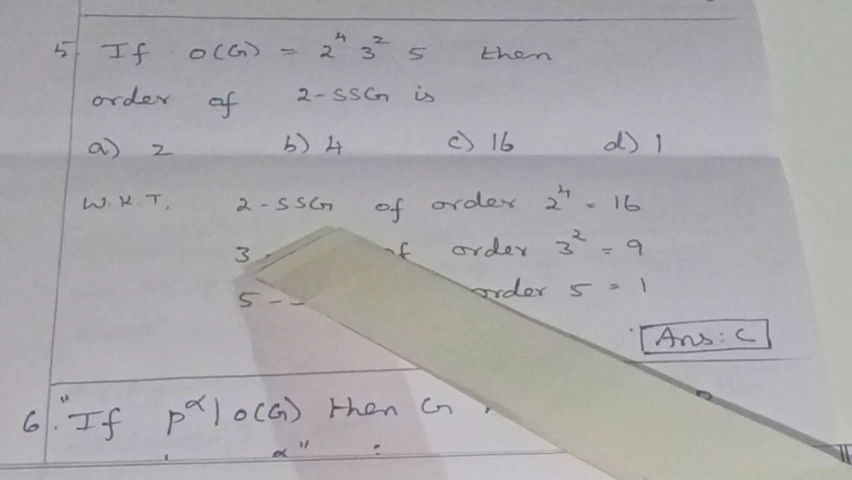 5. If O(G) = 2⁴ 3² 5 then
order of 2-SSG is
a) 2 b) 4 c) 16 d) 1
W.K.T. 2-SSG of order 2⁴ = 16
3 - of order 3² = 9
5 - order 5 = 1
Ans: C
6. "If p^α | O(G) then G
α" :